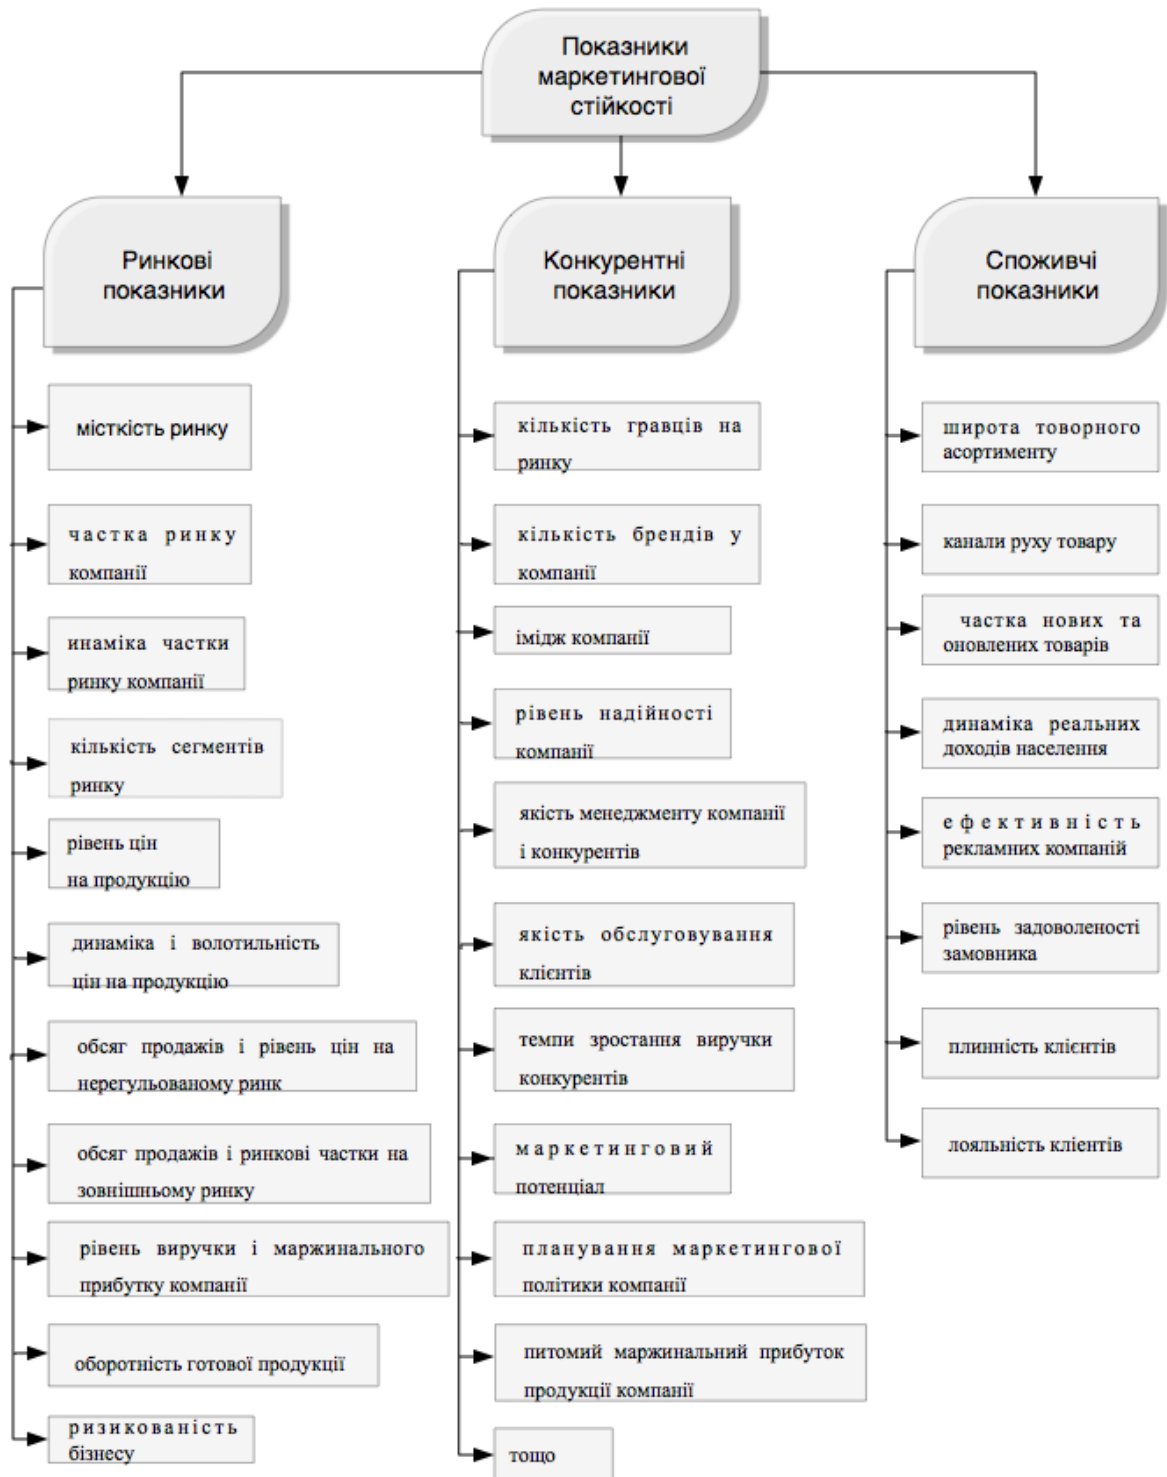 Показники
маркетингової
стійкості
Ринкові
показники
місткість ринку
частка ринку
компанії
инаміка частки
ринку компанії
кількість сегментів
ринку
рівень цін
на продукцію
динаміка і волотильність
цін на продукцію
обсяг продажів і рівень цін на
нерегульованому ринк
обсяг продажів і ринкові частки на
зовнішньому ринку
рівень виручки і маржинального
прибутку компанії
оборотність готової продукції
ризикованість
бізнесу
Конкурентні
показники
кількість гравців на
ринку
кількість брендів у
компанії
імідж компанії
рівень надійності
компанії
якість менеджменту компанії
і конкурентів
якість обслуговування
клієнтів
темпи зростання виручки
конкурентів
маркетинговий
потенціал
планування маркетингової
політики компанії
питомий маржинальний прибуток
продукції компанії
тощо
Споживчі
показники
широта товорного
асортименту
канали руху товару
частка нових та
оновлених товарів
динаміка реальних
доходів населення
ефективність
рекламних компаній
рівень задоволеності
замовника
плинність клієнтів
лояльність клієнтів